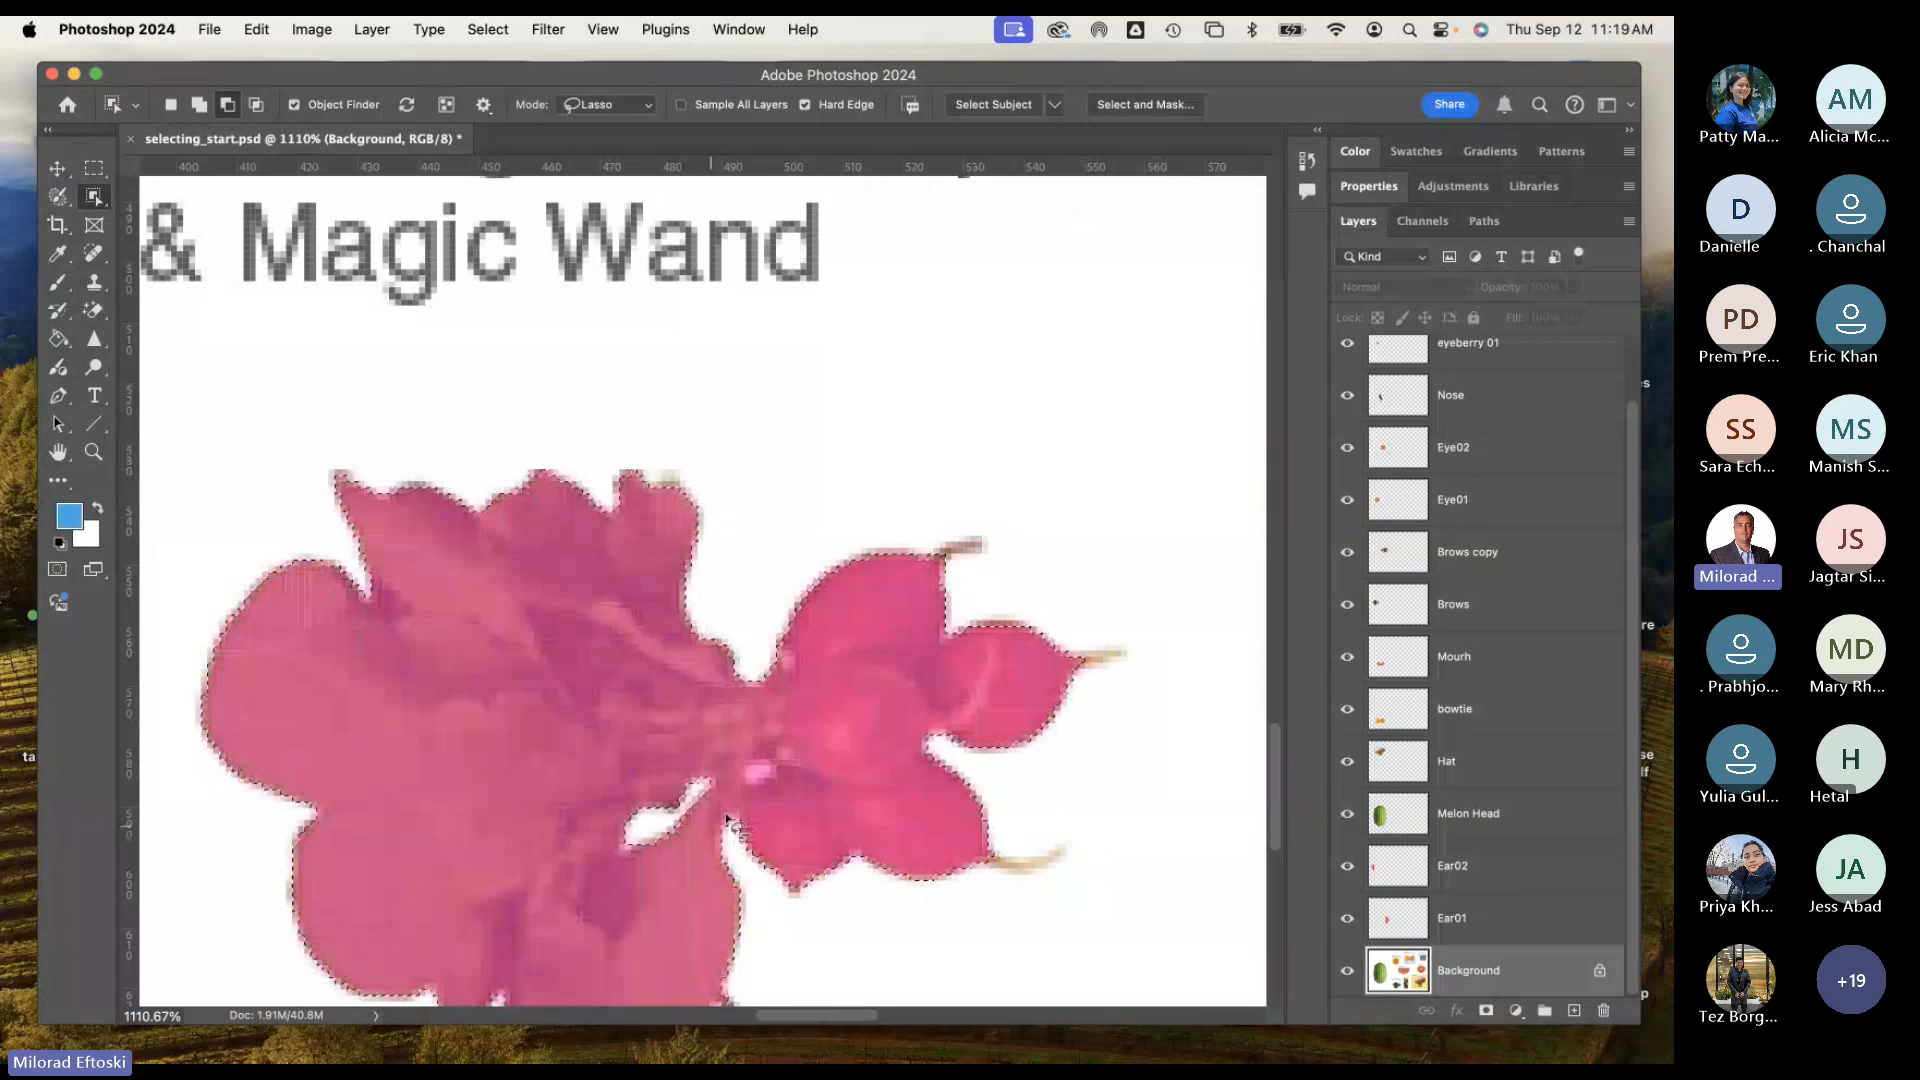 Photoshop 2024 File Edit Image Layer Type Select Filter View Plugins Window Help Thu Sep 12 11:19 AM
Adobe Photoshop 2024
Object Finder Mode: Lasso Sample All Layers Hard Edge Select Subject Select and Mask... Share
selecting_start.psd @ 1110% (Background, RGB/8) *
400 410 420 430 440 450 460 470 480 490 500 510 520 530 540 550 560 570
& Magic Wand
Color Swatches Gradients Patterns
Properties Adjustments Libraries
Layers Channels Paths
Kind
Normal Opacity: 100%
Lock: Fill: 100%
eyeberry 01
Nose
Eye02
Eye01
Brows copy
Brows
Mourh
bowtie
Hat
Melon Head
Ear02
Ear01
Background
1110.67% Doc: 1.91M/40.8M
ta
Patty Ma...
AM
Alicia Mc...
D
Danielle
. Chanchal
PD
Prem Pre...
Eric Khan
SS
Sara Ech...
MS
Manish S...
Milorad ...
JS
Jagtar Si...
. Prabhjo...
MD
Mary Rh...
Yulia Gul...
H
Hetal
Priya Kh...
JA
Jess Abad
Tez Borg...
+19
Milorad Eftoski